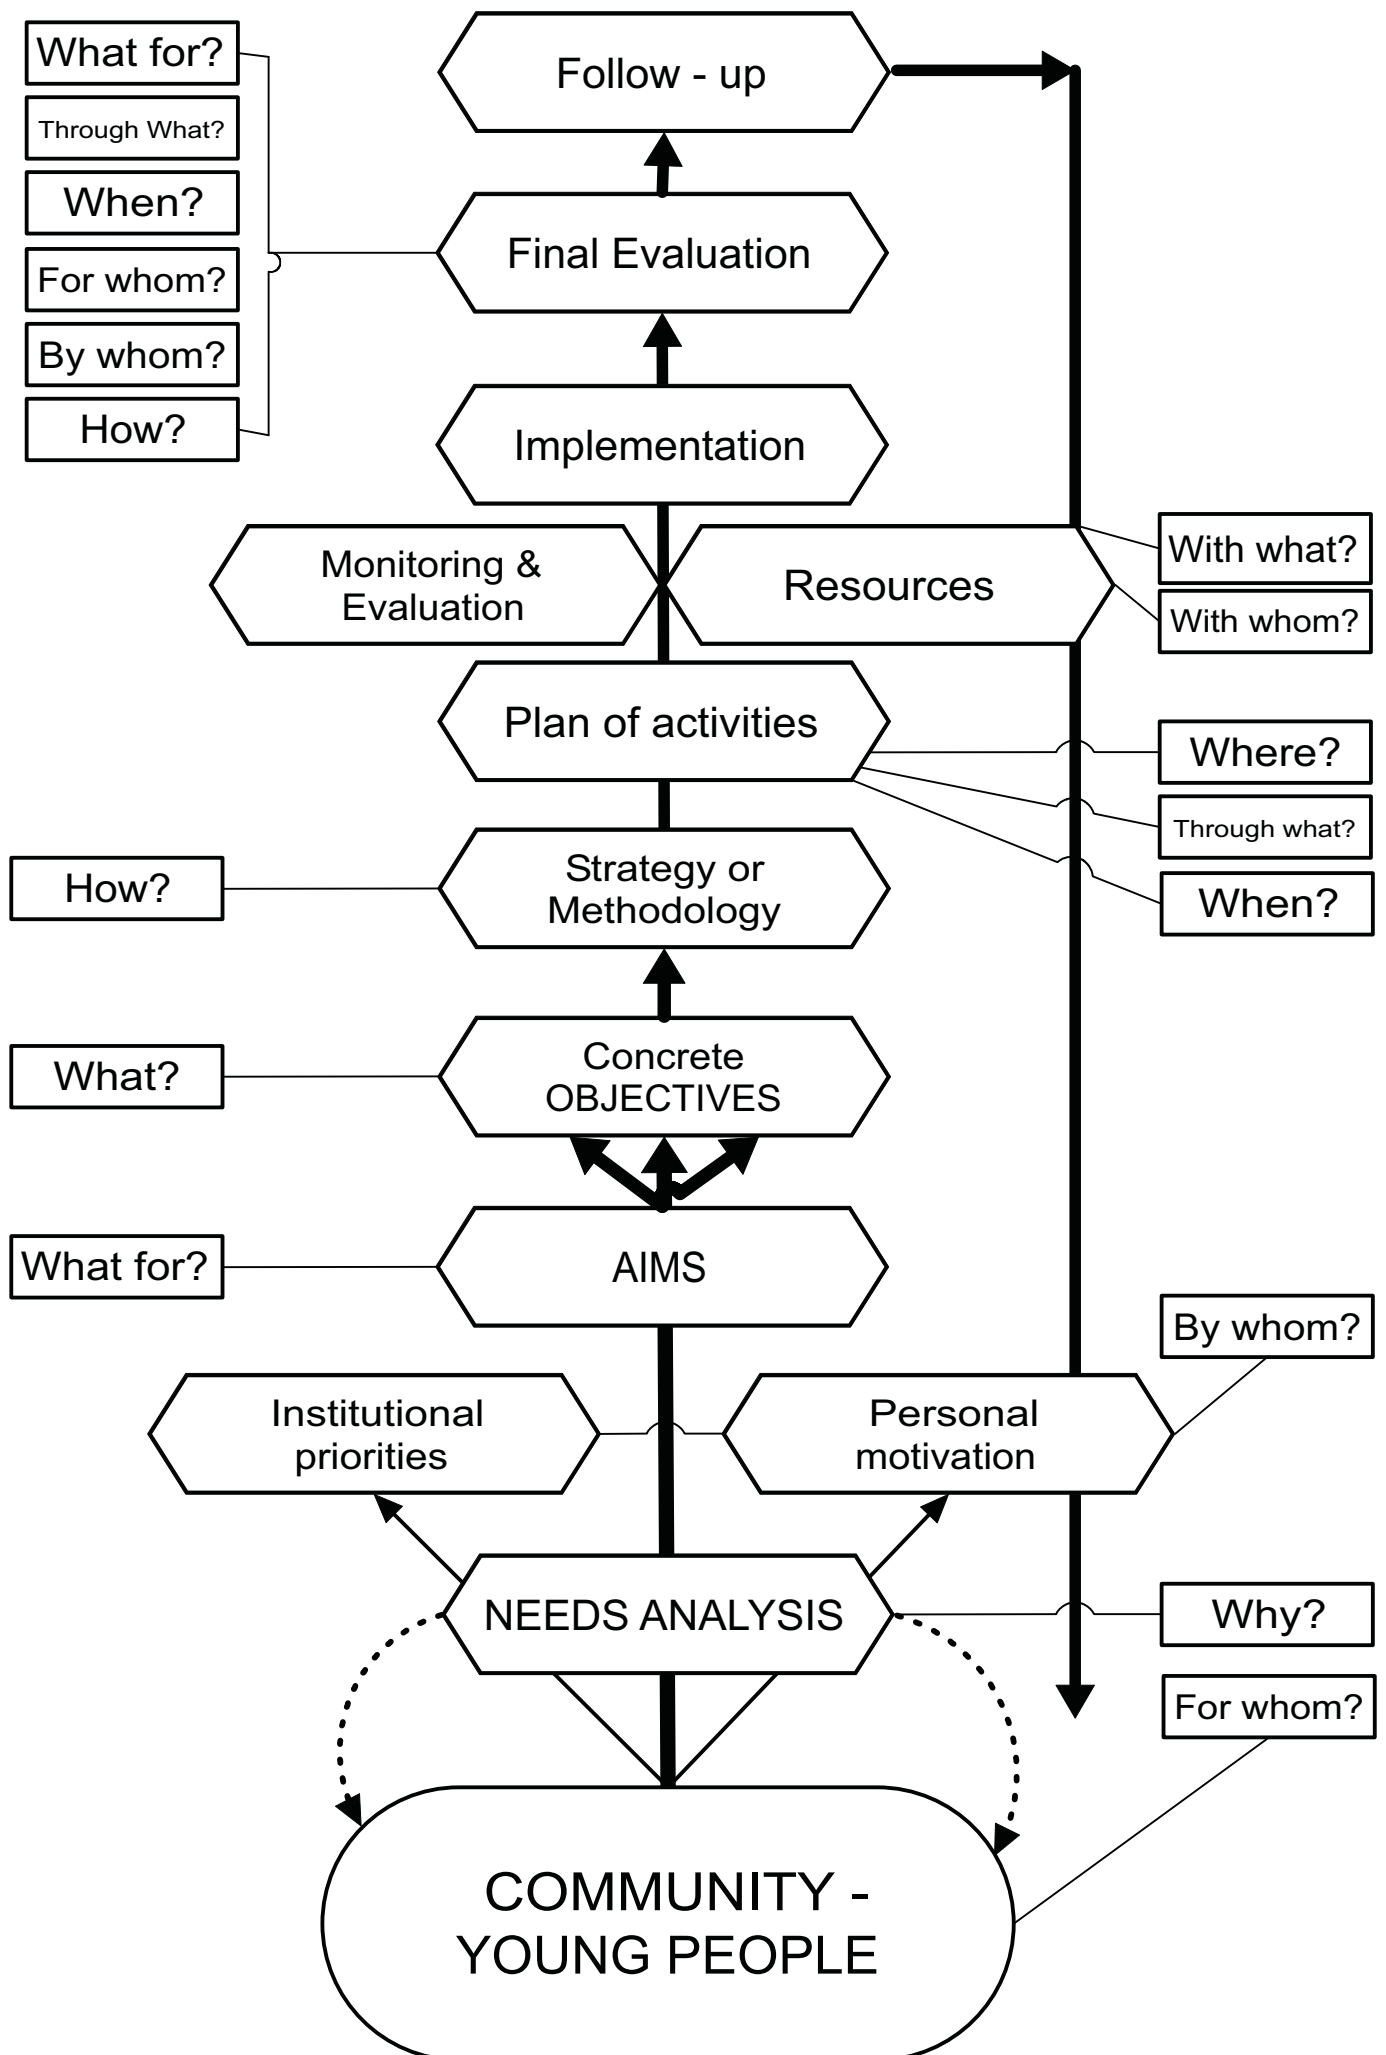 What for?
Follow - up
Through What?
When?
Final Evaluation
For whom?
By whom?
How?
Implementation
Monitoring &
Evaluation
Resources
With what?
With whom?
Plan of activities
Where?
Through what?
When?
How?
Strategy or
Methodology
What?
Concrete
OBJECTIVES
What for?
AIMS
By whom?
Institutional
priorities
Personal
motivation
NEEDS ANALYSIS
Why?
For whom?
COMMUNITY -
YOUNG PEOPLE